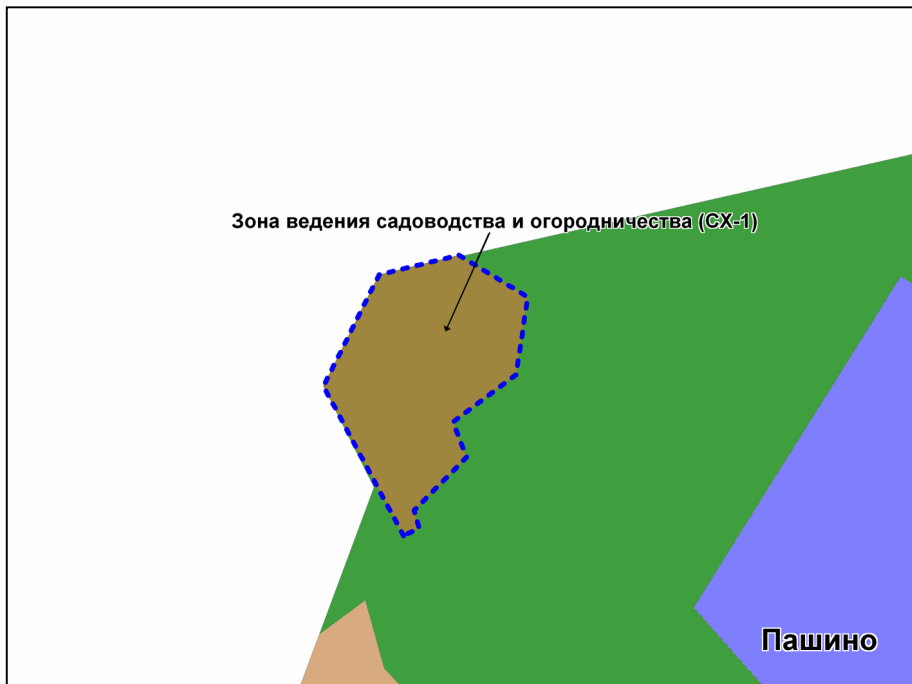 Зона ведения садоводства и огородничества (СХ-1)
Пашино